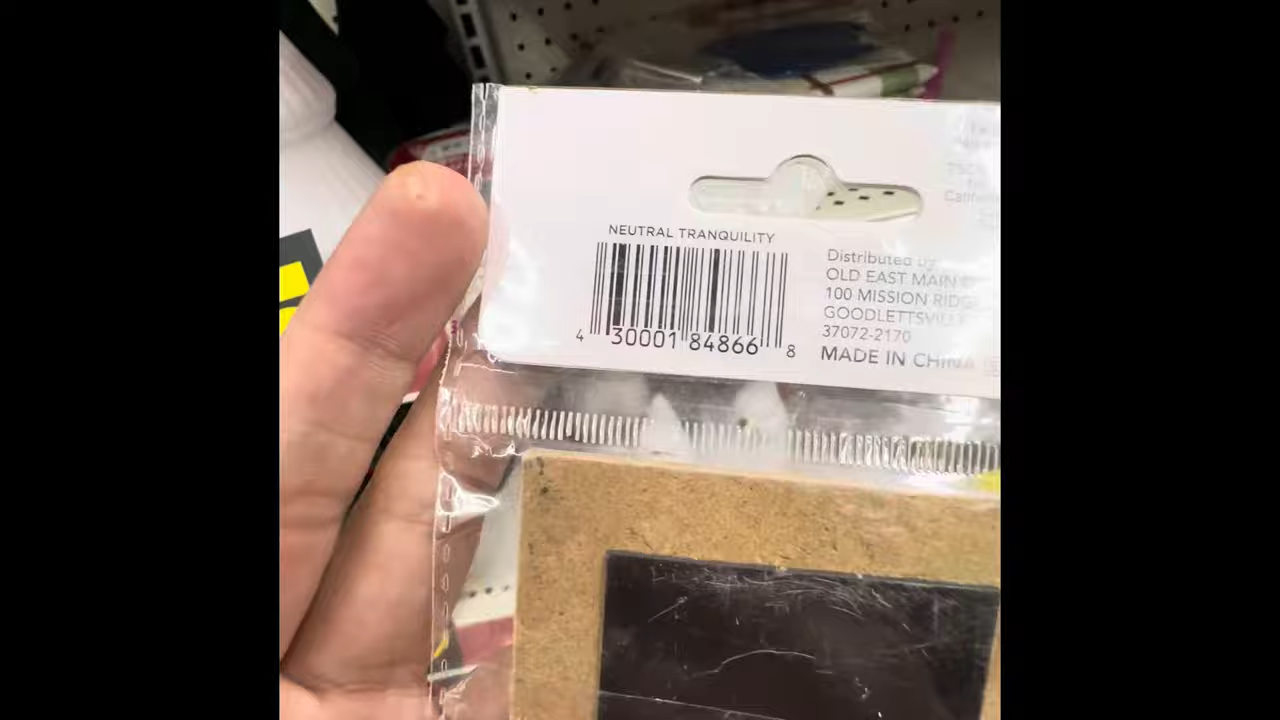 NEUTRAL TRANQUILITY
4 30001 84866 8
Distributed by
OLD EAST MAIN
100 MISSION RIDG
GOODLETTSVILLE
37072-2170
MADE IN CHINA